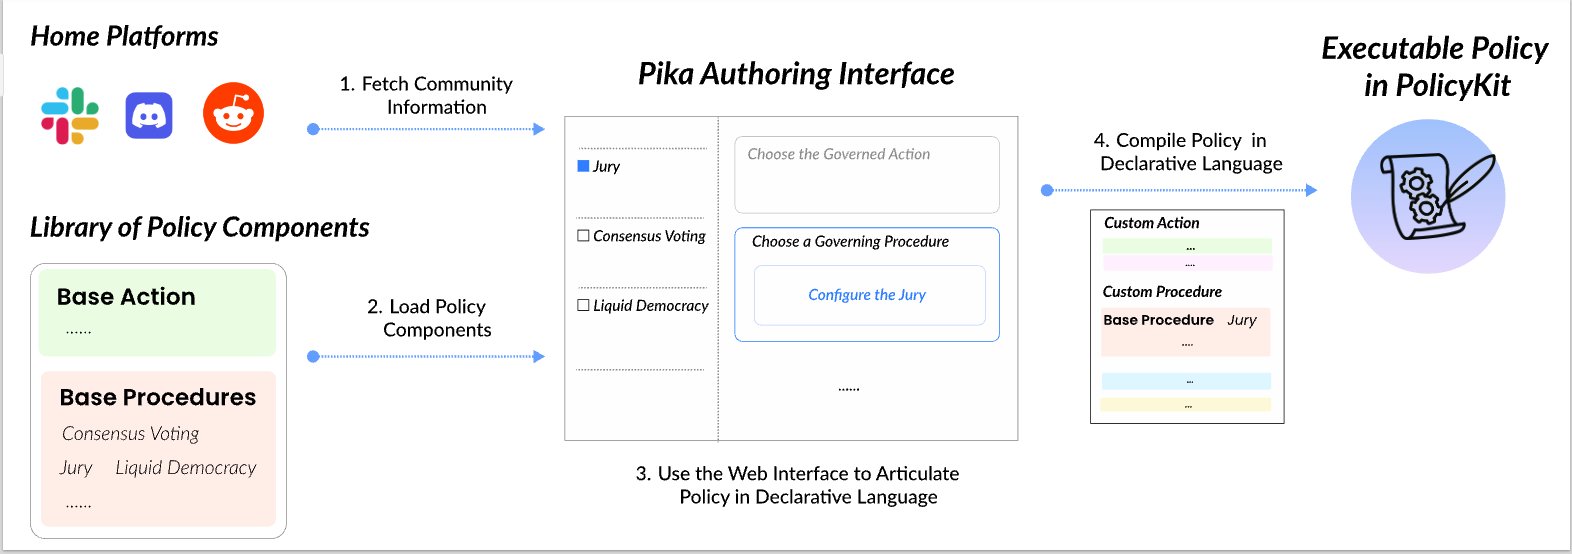 Home Platforms
1. Fetch Community
Information
Library of Policy Components
Base Action
......
Base Procedures
Consensus Voting
Jury Liquid Democracy
......
2. Load Policy
Components
Pika Authoring Interface
Jury
Consensus Voting
Liquid Democracy
Choose the Governed Action
Choose a Governing Procedure
Configure the Jury
......
3. Use the Web Interface to Articulate
Policy in Declarative Language
4. Compile Policy in
Declarative Language
Custom Action
...
....
Custom Procedure
Base Procedure Jury
....
...
...
Executable Policy
in PolicyKit